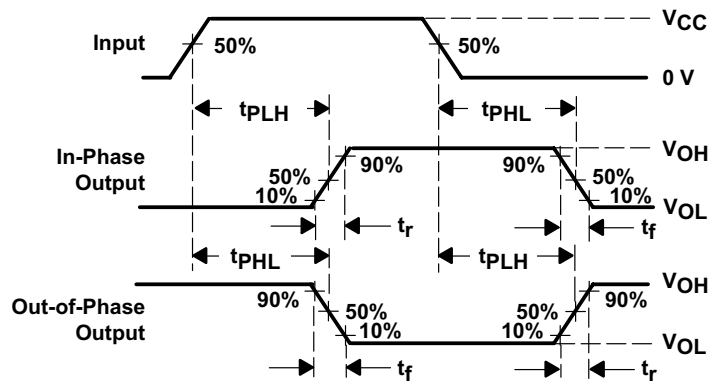 VCC
Input
50%
50%
0 V
tPLH
tPHL
In-Phase
Output
VOH
90%
90%
50%
50%
10%
10%
VOL
tr
tf
tPHL
tPLH
Out-of-Phase
Output
VOH
90%
90%
50%
50%
10%
10%
VOL
tf
tr